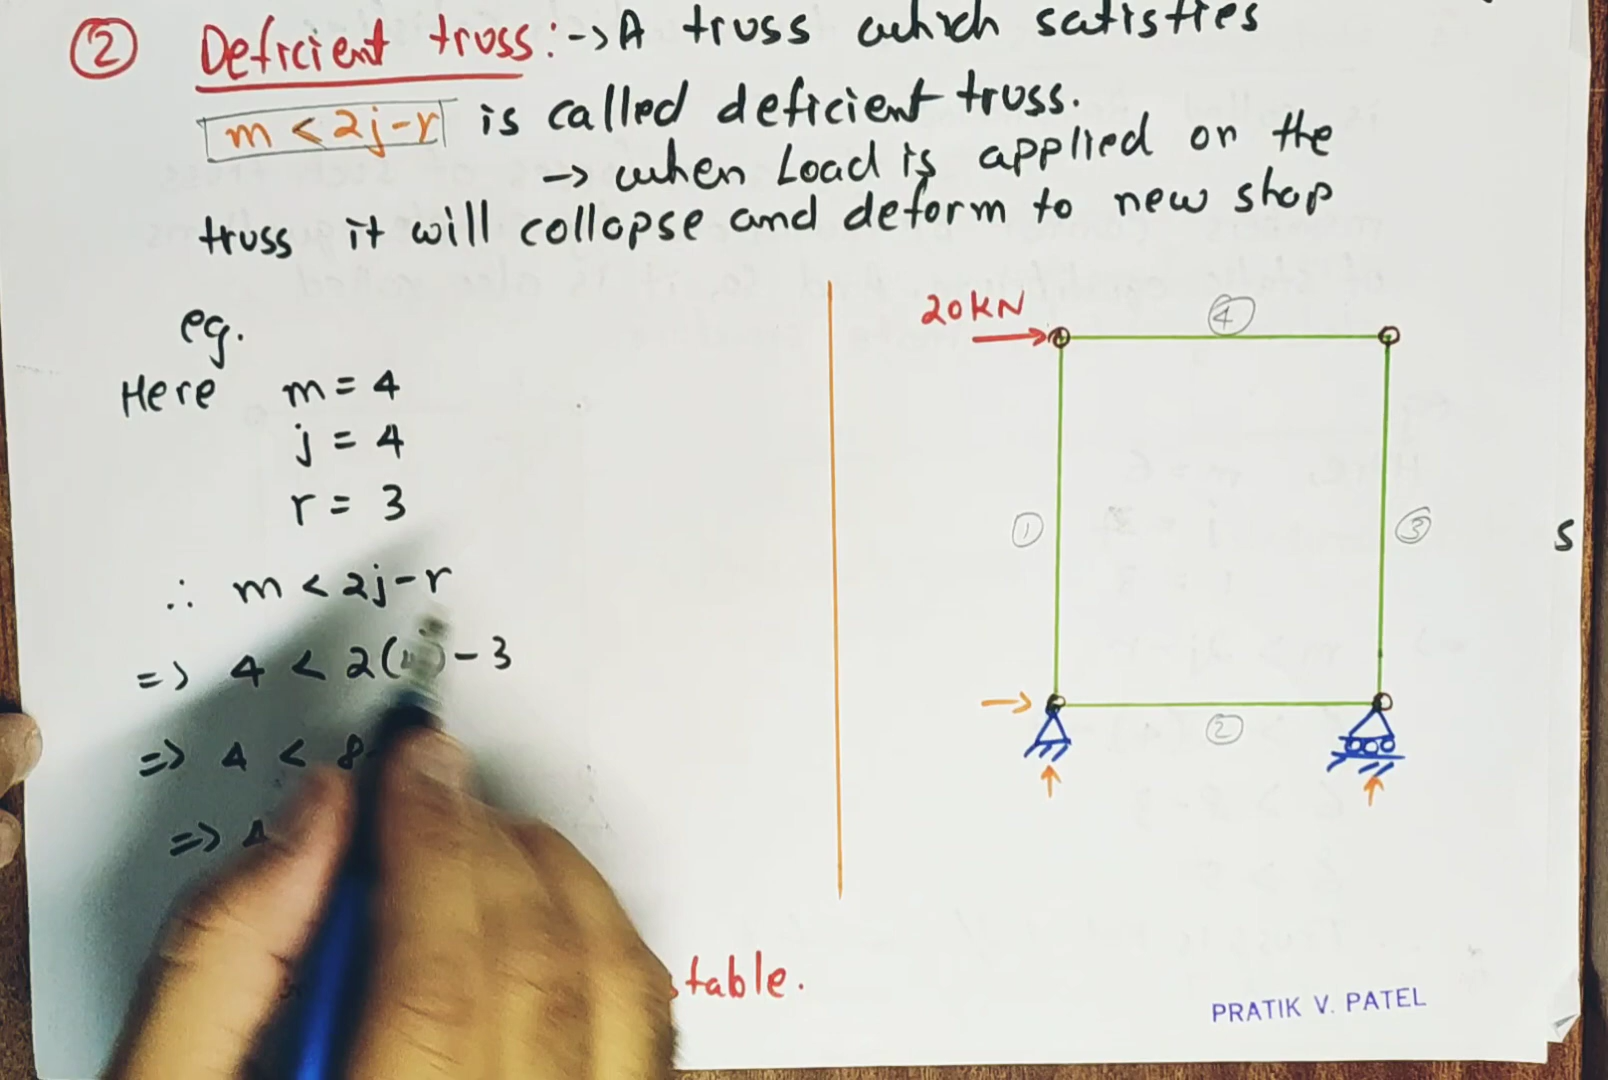 ② Deficient truss:-> A truss which satisfies
m < 2j-r is called deficient truss.
-> when Load is applied on the
truss it will collapse and deform to new shap
eg.
Here m = 4
j = 4
r = 3
∴ m < 2j-r
=> 4 < 2( ) - 3
=> 4 < 8
=> 4
table.
20KN
④
①
③
②
S
PRATIK V. PATEL